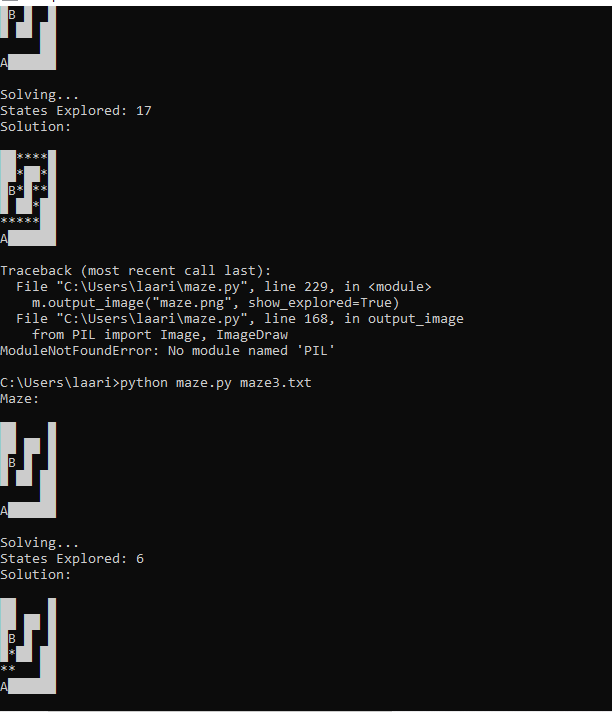 B
A
Solving...
States Explored: 17
Solution:
****
* *
B* **
*
*****
A
Traceback (most recent call last):
File "C:\Users\laari\maze.py", line 229, in <module>
m.output_image("maze.png", show_explored=True)
File "C:\Users\laari\maze.py", line 168, in output_image
from PIL import Image, ImageDraw
ModuleNotFoundError: No module named 'PIL'
C:\Users\laari>python maze.py maze3.txt
Maze:
B
A
Solving...
States Explored: 6
Solution:
B
*
**
A